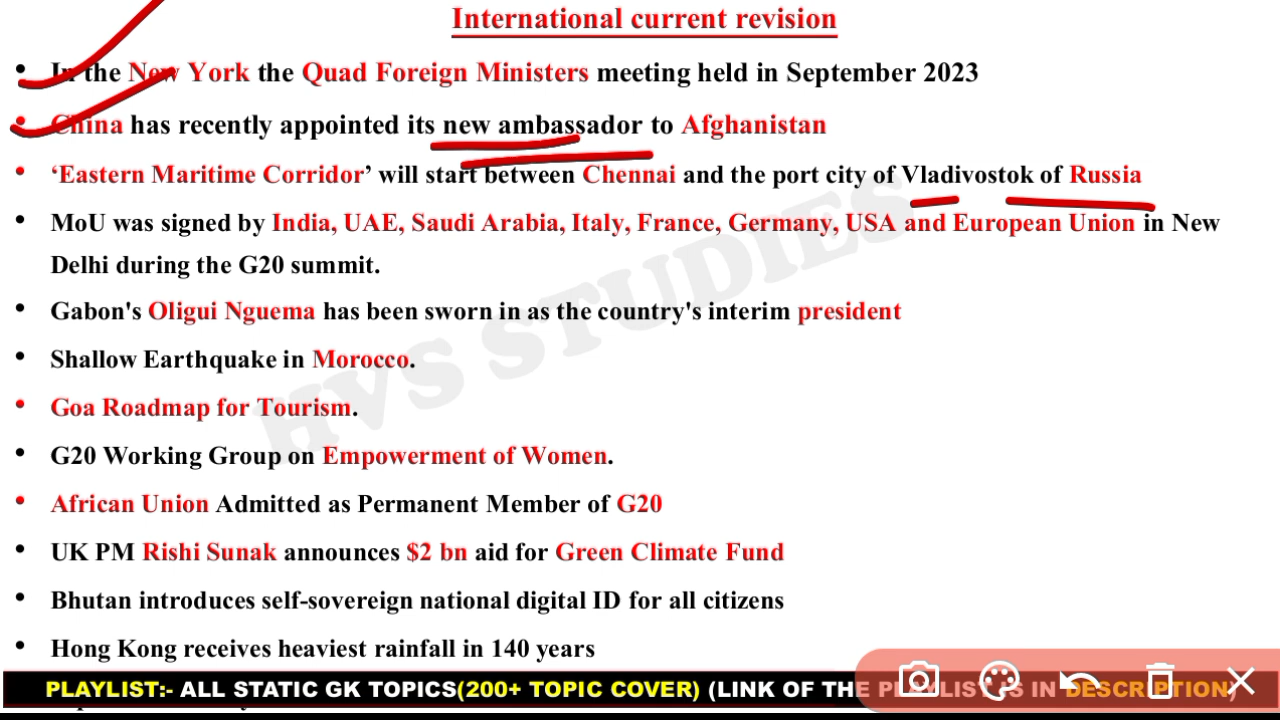 International current revision
• In the New York the Quad Foreign Ministers meeting held in September 2023
• China has recently appointed its new ambassador to Afghanistan
• ‘Eastern Maritime Corridor’ will start between Chennai and the port city of Vladivostok of Russia
• MoU was signed by India, UAE, Saudi Arabia, Italy, France, Germany, USA and European Union in New
Delhi during the G20 summit.
• Gabon's Oligui Nguema has been sworn in as the country's interim president
• Shallow Earthquake in Morocco.
• Goa Roadmap for Tourism.
• G20 Working Group on Empowerment of Women.
• African Union Admitted as Permanent Member of G20
• UK PM Rishi Sunak announces $2 bn aid for Green Climate Fund
• Bhutan introduces self-sovereign national digital ID for all citizens
• Hong Kong receives heaviest rainfall in 140 years
PLAYLIST:- ALL STATIC GK TOPICS(200+ TOPIC COVER) (LINK OF THE PLAYLIST IS IN DESCRIPTION)
HVS STUDIES